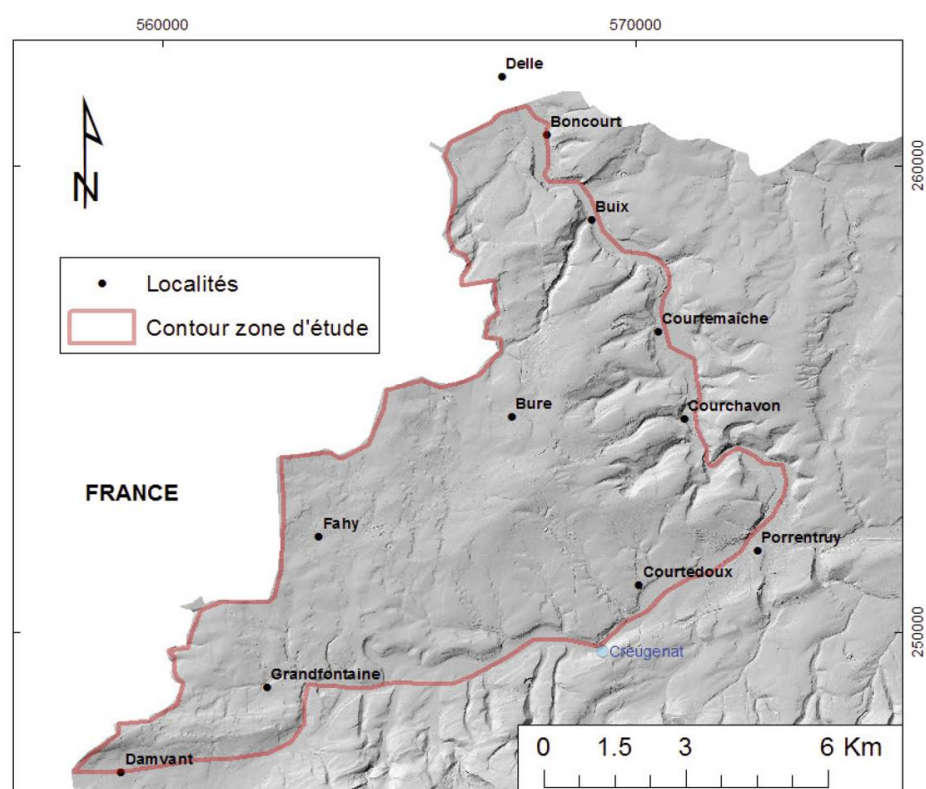 560000
570000
Delle
Boncourt
260000
N
Buix
Localités
Contour zone d'étude
Courtemaîche
Bure
Courchavon
FRANCE
Fahy
Porrentruy
Courtedoux
250000
Créugenat
Grandfontaine
0 1.5 3 6 Km
Damvant